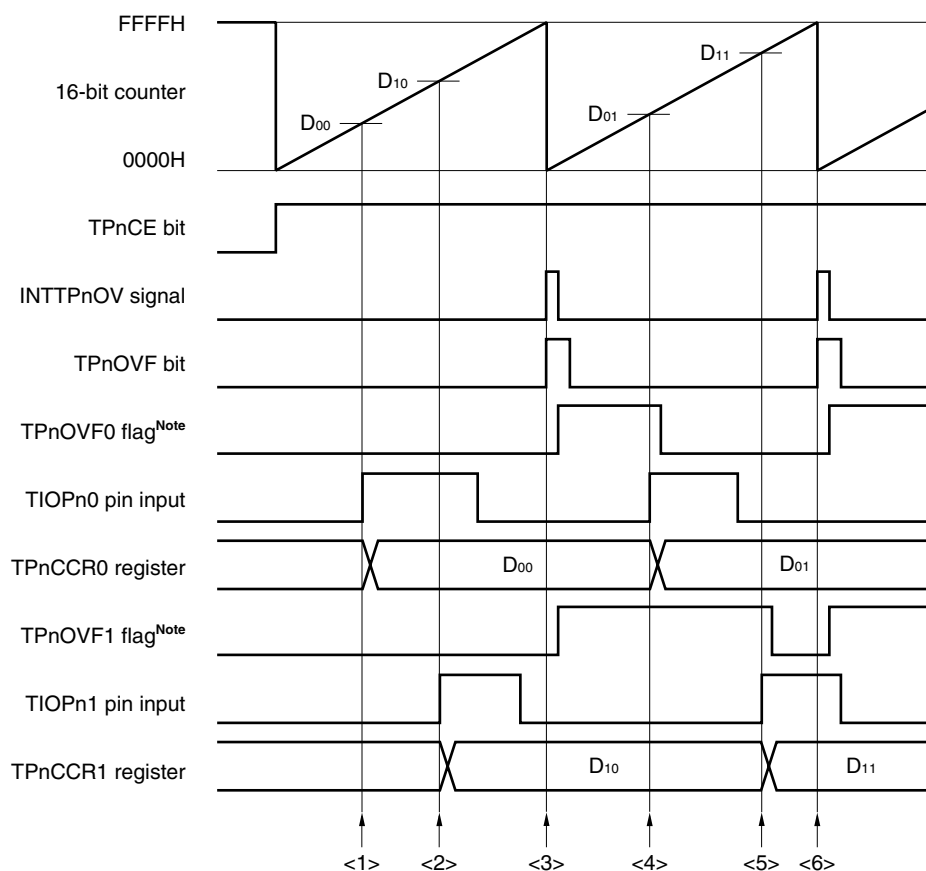 FFFFH
16-bit counter
0000H
D00
D10
D01
D11
TPnCE bit
INTTPnOV signal
TPnOVF bit
TPnOVF0 flagNote
TIOPn0 pin input
TPnCCR0 register
D00
D01
TPnOVF1 flagNote
TIOPn1 pin input
TPnCCR1 register
D10
D11
<1>
<2>
<3>
<4>
<5>
<6>